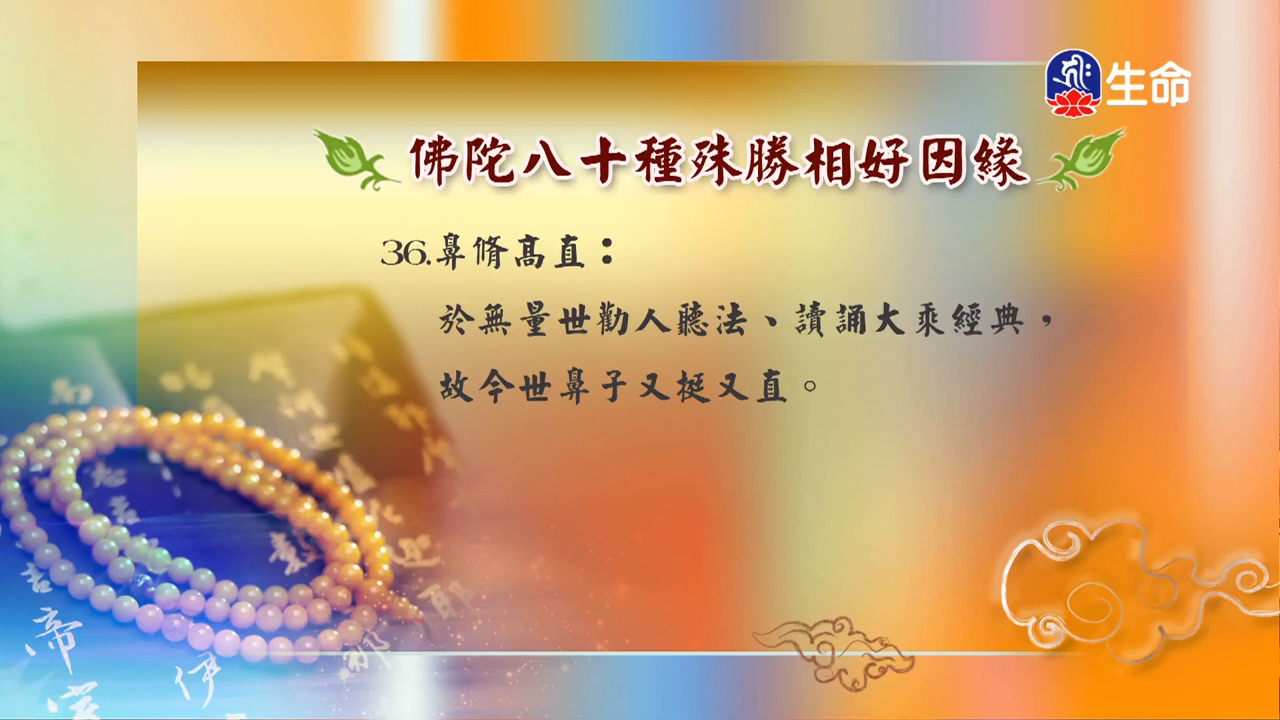 生命
佛陀八十種殊勝相好因緣
36.鼻脩高直：
於無量世勸人聽法、讀誦大乘經典，
故今世鼻子又挺又直。
帝
伊